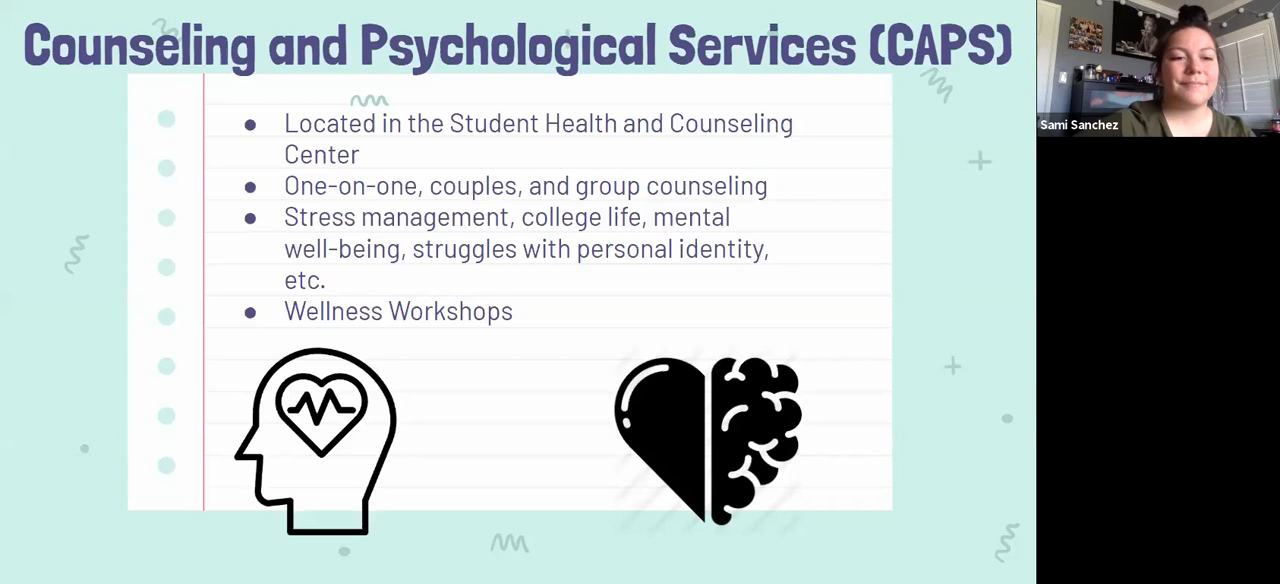 Counseling and Psychological Services (CAPS)
● Located in the Student Health and Counseling
Center
● One-on-one, couples, and group counseling
● Stress management, college life, mental
well-being, struggles with personal identity,
etc.
● Wellness Workshops
Sami Sanchez